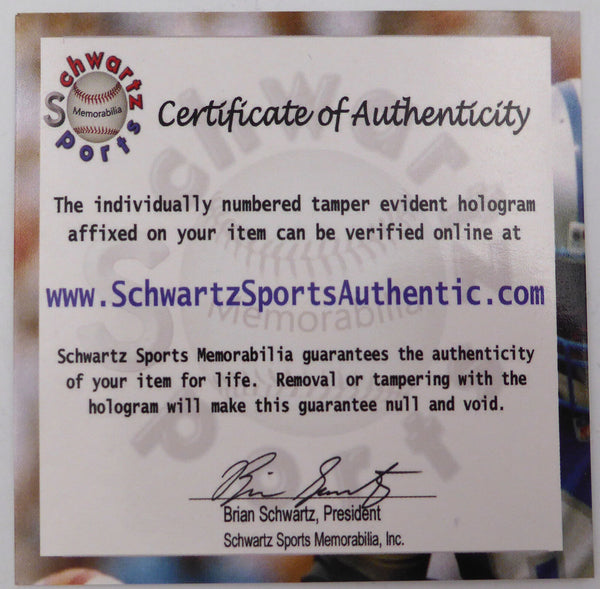 Schwartz
Sports
Memorabilia
Certificate of Authenticity
The individually numbered tamper evident hologram
affixed on your item can be verified online at
www.SchwartzSportsAuthentic.com
Memorabilia
Schwartz Sports Memorabilia guarantees the authenticity
of your item for life. Removal or tampering with the
hologram will make this guarantee null and void.
Brian Schwartz, President
Schwartz Sports Memorabilia, Inc.